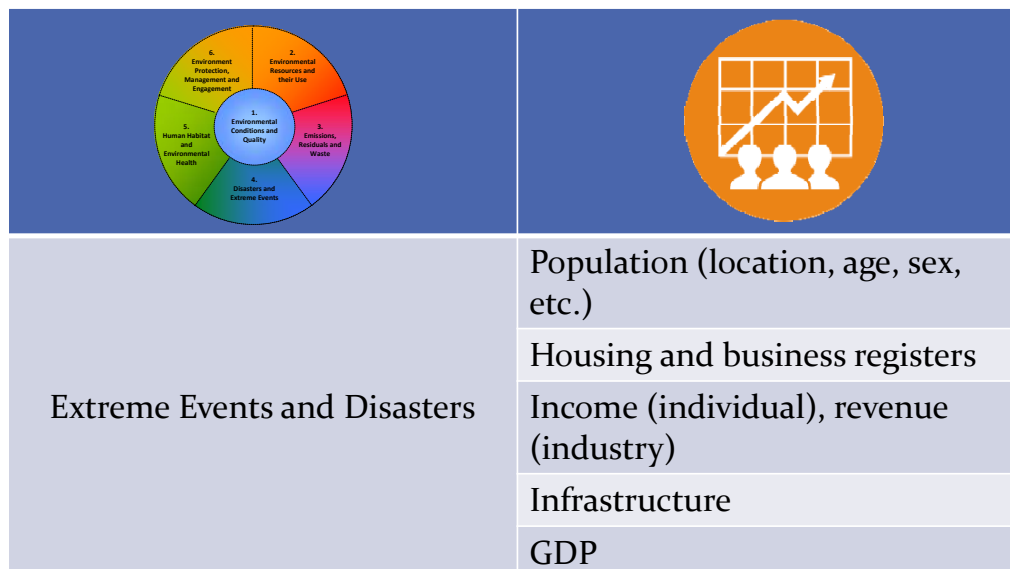 6.
Environment
Protection,
Management and
Engagement
2.
Environmental
Resources and
their Use
1.
Environmental
Conditions and
Quality
5.
Human Habitat
and
Environmental
Health
3.
Emissions,
Residuals and
Waste
4.
Disasters and
Extreme Events
Extreme Events and Disasters
Population (location, age, sex,
etc.)
Housing and business registers
Income (individual), revenue
(industry)
Infrastructure
GDP